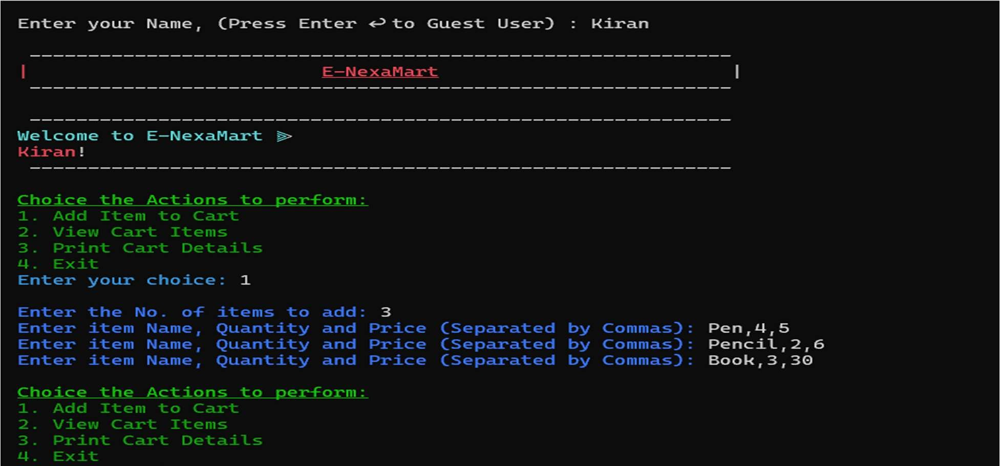 Enter your Name, (Press Enter ↩ to Guest User) : Kiran
------------------------------------------------------------
| E-NexaMart |
------------------------------------------------------------
------------------------------------------------------------
Welcome to E-NexaMart ⫸
Kiran!
------------------------------------------------------------
Choice the Actions to perform:
1. Add Item to Cart
2. View Cart Items
3. Print Cart Details
4. Exit
Enter your choice: 1
Enter the No. of items to add: 3
Enter item Name, Quantity and Price (Separated by Commas): Pen,4,5
Enter item Name, Quantity and Price (Separated by Commas): Pencil,2,6
Enter item Name, Quantity and Price (Separated by Commas): Book,3,30
Choice the Actions to perform:
1. Add Item to Cart
2. View Cart Items
3. Print Cart Details
4. Exit